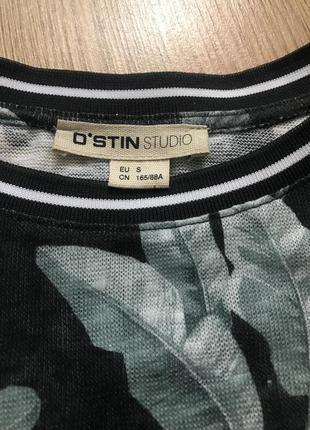 O'STIN STUDIO
EU S
CN 165/88A